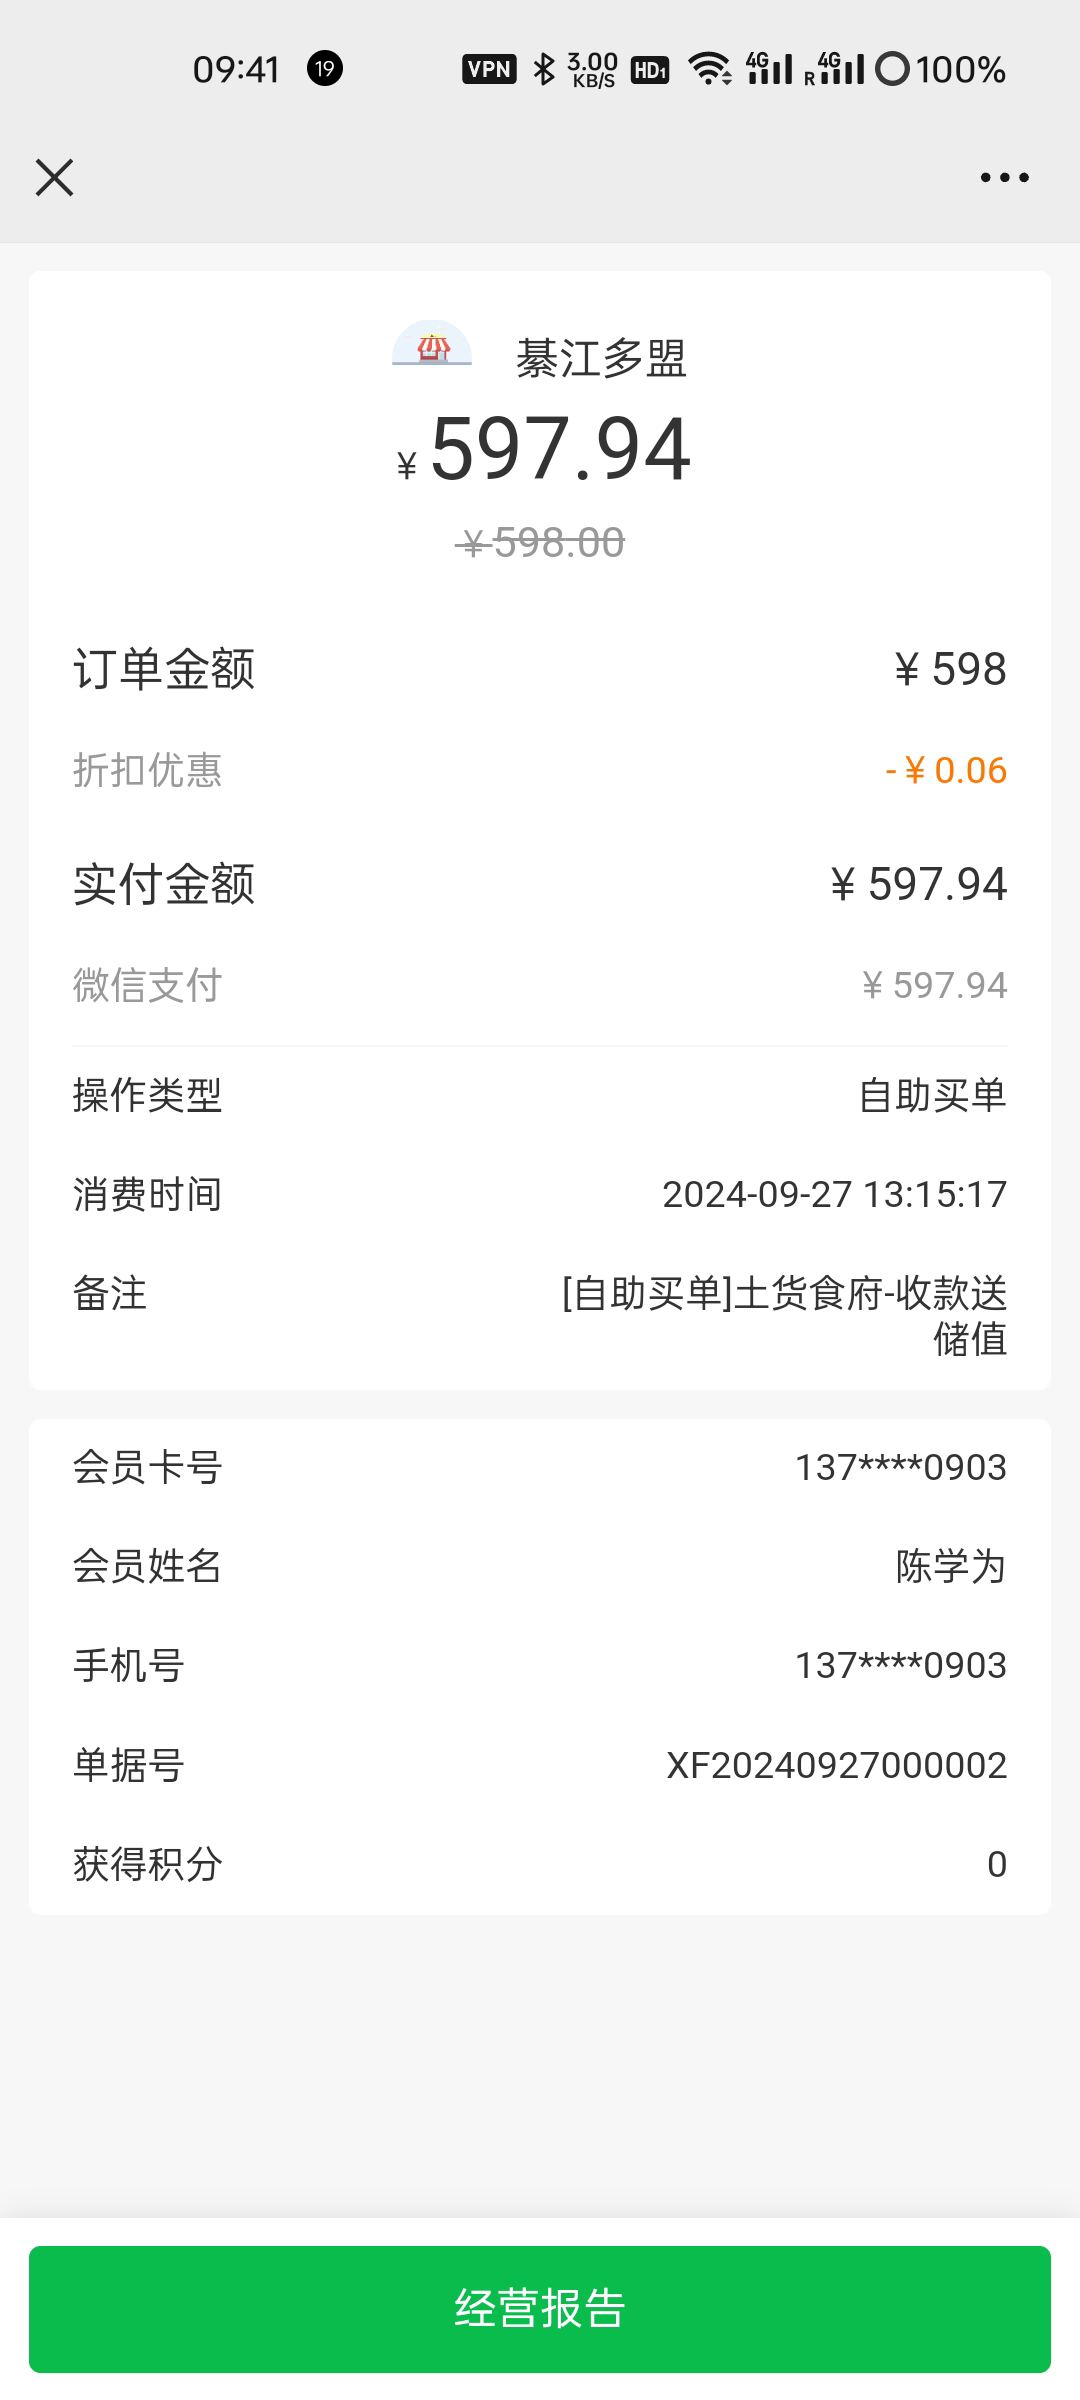 09:41 19 VPN 3.00 KB/S HD1 4G R 4G 100%
綦江多盟
¥597.94
¥598.00
订单金额 ¥598
折扣优惠 -¥0.06
实付金额 ¥597.94
微信支付 ¥597.94
操作类型 自助买单
消费时间 2024-09-27 13:15:17
备注 [自助买单]土货食府-收款送
储值
会员卡号 137****0903
会员姓名 陈学为
手机号 137****0903
单据号 XF20240927000002
获得积分 0
经营报告